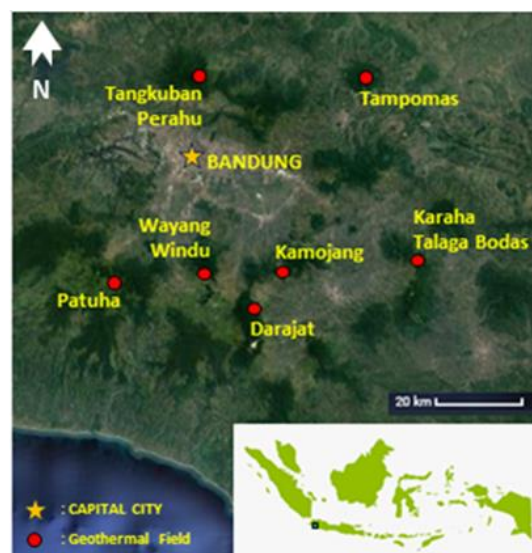 N
Tangkuban
Perahu
Tampomas
BANDUNG
Wayang
Windu
Kamojang
Karaha
Talaga Bodas
Patuha
Darajat
20 km
: CAPITAL CITY
: Geothermal Field